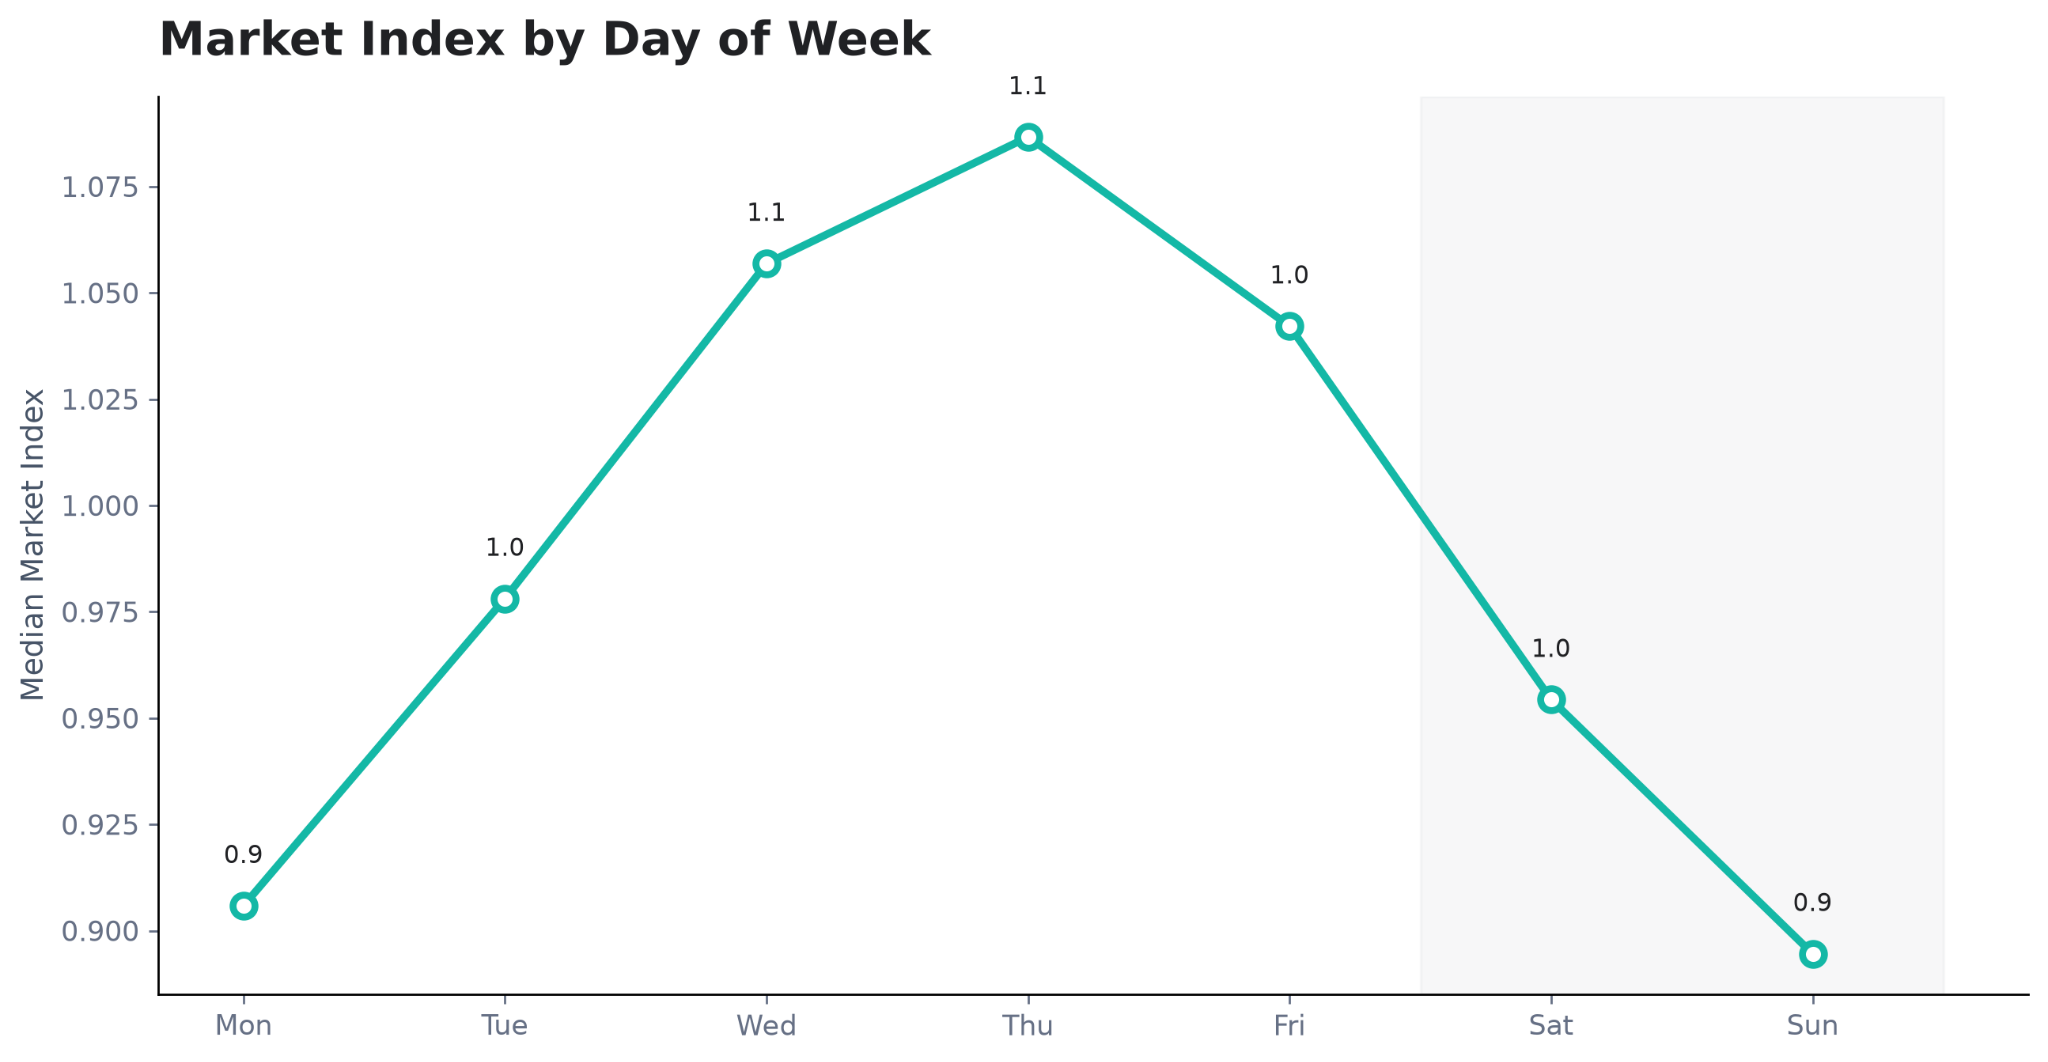 Market Index by Day of Week
Median Market Index
1.075
1.050
1.025
1.000
0.975
0.950
0.925
0.900
0.9
1.0
1.1
1.1
1.0
1.0
0.9
Mon
Tue
Wed
Thu
Fri
Sat
Sun